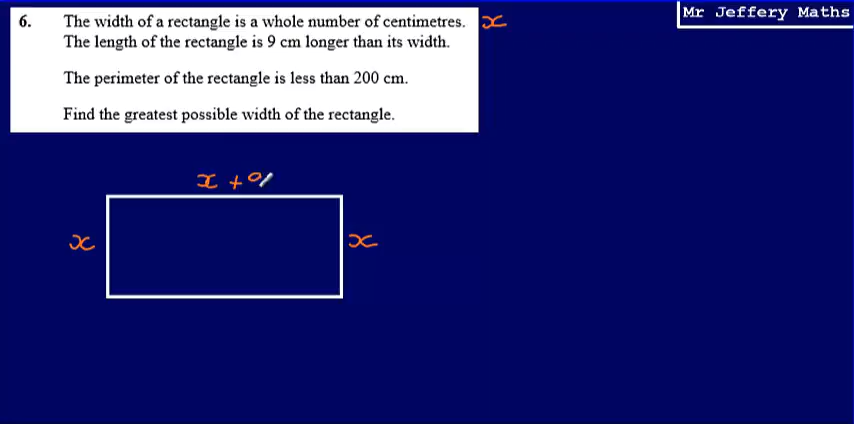 Mr Jeffery Maths
6. The width of a rectangle is a whole number of centimetres. x
The length of the rectangle is 9 cm longer than its width.
The perimeter of the rectangle is less than 200 cm.
Find the greatest possible width of the rectangle.
x + 9
x x